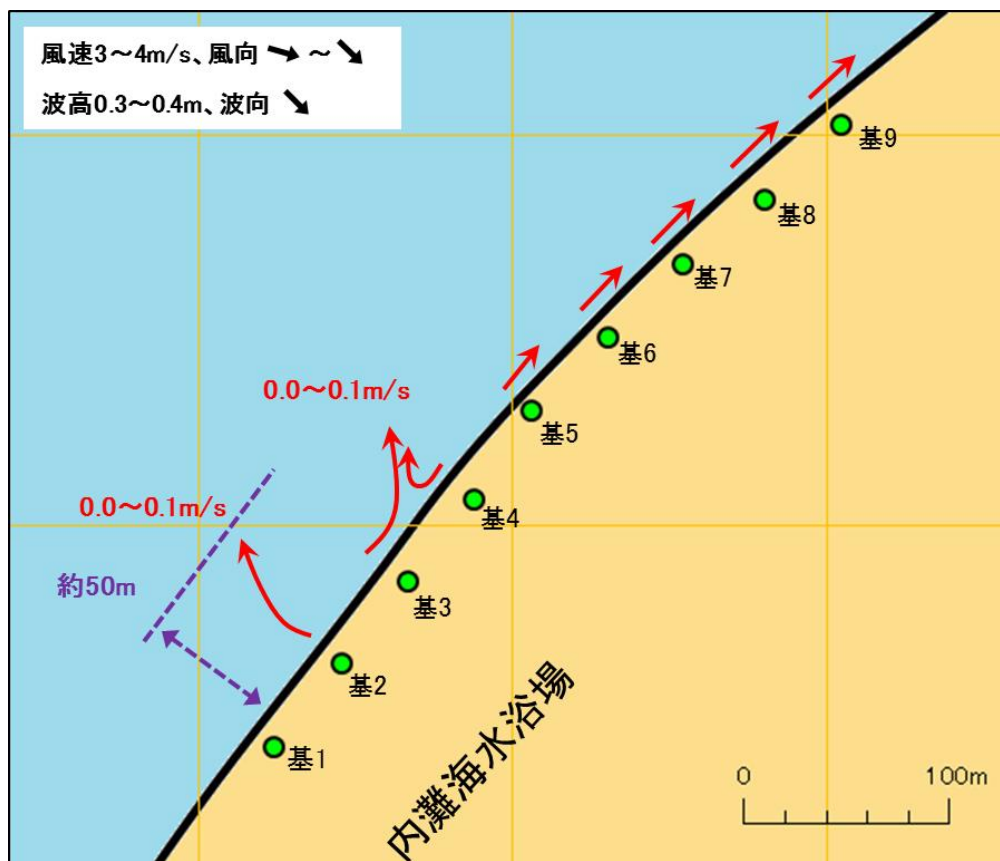 風速3～4m/s、風向 ➞ ～ ➘
波高0.3～0.4m、波向 ➘
基9
基8
基7
基6
0.0～0.1m/s
基5
0.0～0.1m/s
基4
約50m
基3
基2
内灘海水浴場
基1
0 100m